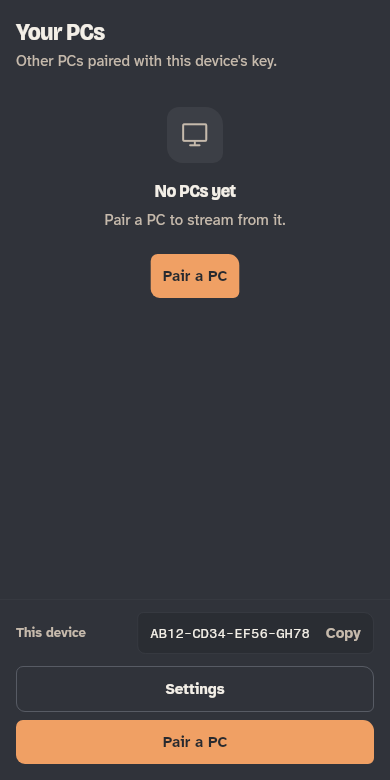 Your PCs
Other PCs paired with this device's key.
No PCs yet
Pair a PC to stream from it.
Pair a PC
This device
AB12-CD34-EF56-GH78
Copy
Settings
Pair a PC